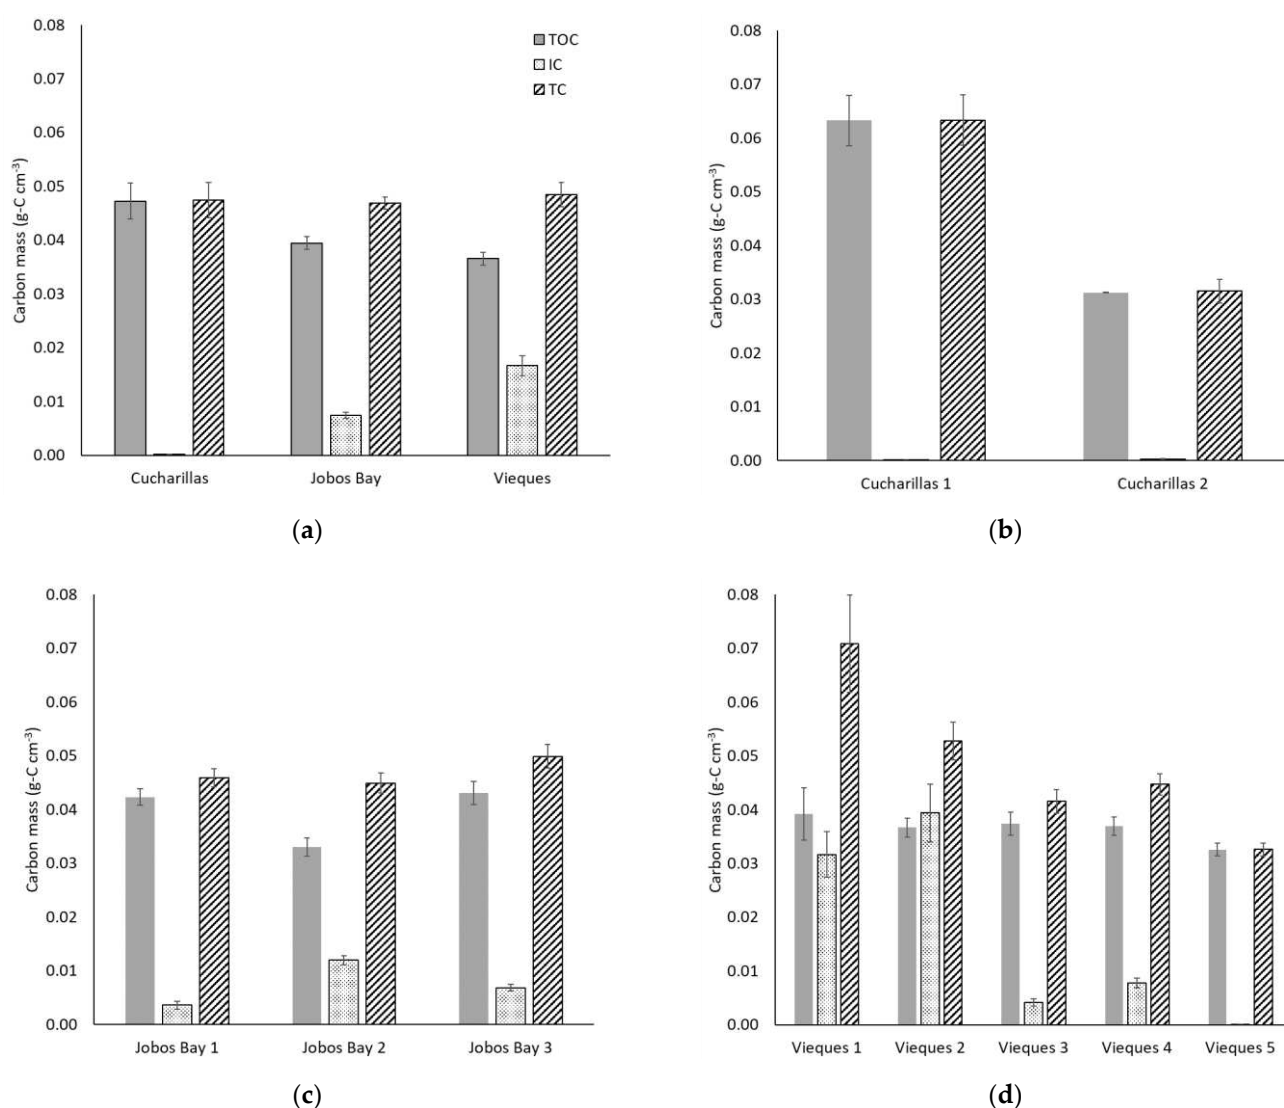 0.08
0.07
0.06
0.05
0.04
0.03
0.02
0.01
0.00
Carbon mass (g-C cm⁻³)
TOC
IC
TC
Cucharillas Jobos Bay Vieques
(a)
0.08
0.07
0.06
0.05
0.04
0.03
0.02
0.01
0.00
Carbon mass (g-C cm⁻³)
Cucharillas 1 Cucharillas 2
(b)
0.08
0.07
0.06
0.05
0.04
0.03
0.02
0.01
0.00
Carbon mass (g-C cm⁻³)
Jobos Bay 1 Jobos Bay 2 Jobos Bay 3
(c)
0.08
0.07
0.06
0.05
0.04
0.03
0.02
0.01
0.00
Carbon mass (g-C cm⁻³)
Vieques 1 Vieques 2 Vieques 3 Vieques 4 Vieques 5
(d)